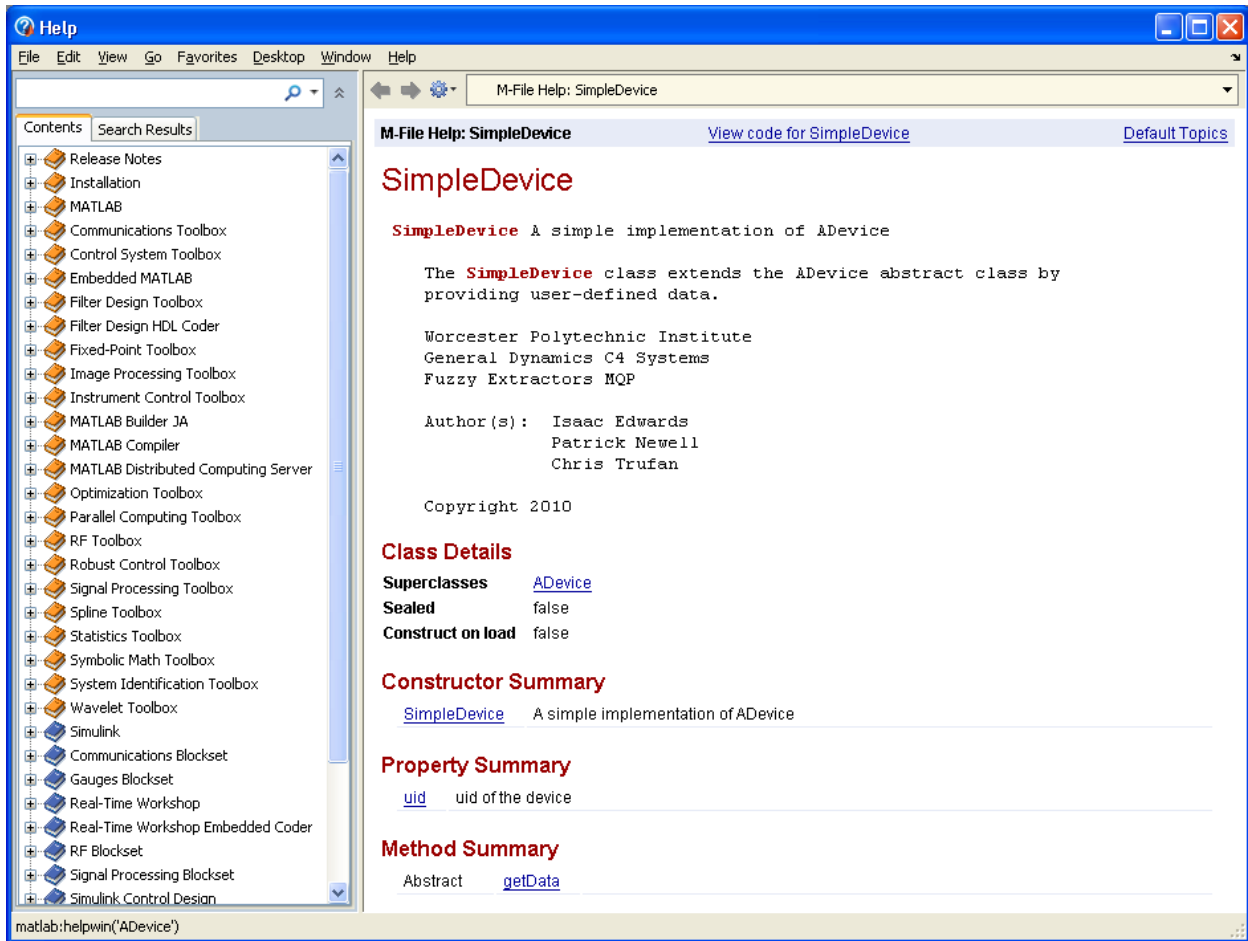 Help
File Edit View Go Favorites Desktop Window Help
M-File Help: SimpleDevice
Contents Search Results
Release Notes
Installation
MATLAB
Communications Toolbox
Control System Toolbox
Embedded MATLAB
Filter Design Toolbox
Filter Design HDL Coder
Fixed-Point Toolbox
Image Processing Toolbox
Instrument Control Toolbox
MATLAB Builder JA
MATLAB Compiler
MATLAB Distributed Computing Server
Optimization Toolbox
Parallel Computing Toolbox
RF Toolbox
Robust Control Toolbox
Signal Processing Toolbox
Spline Toolbox
Statistics Toolbox
Symbolic Math Toolbox
System Identification Toolbox
Wavelet Toolbox
Simulink
Communications Blockset
Gauges Blockset
Real-Time Workshop
Real-Time Workshop Embedded Coder
RF Blockset
Signal Processing Blockset
Simulink Control Design
M-File Help: SimpleDevice View code for SimpleDevice Default Topics
SimpleDevice
SimpleDevice A simple implementation of ADevice
The SimpleDevice class extends the ADevice abstract class by
providing user-defined data.
Worcester Polytechnic Institute
General Dynamics C4 Systems
Fuzzy Extractors MQP
Author(s): Isaac Edwards
Patrick Newell
Chris Trufan
Copyright 2010
Class Details
Superclasses ADevice
Sealed false
Construct on load false
Constructor Summary
SimpleDevice A simple implementation of ADevice
Property Summary
uid uid of the device
Method Summary
Abstract getData
matlab:helpwin('ADevice')